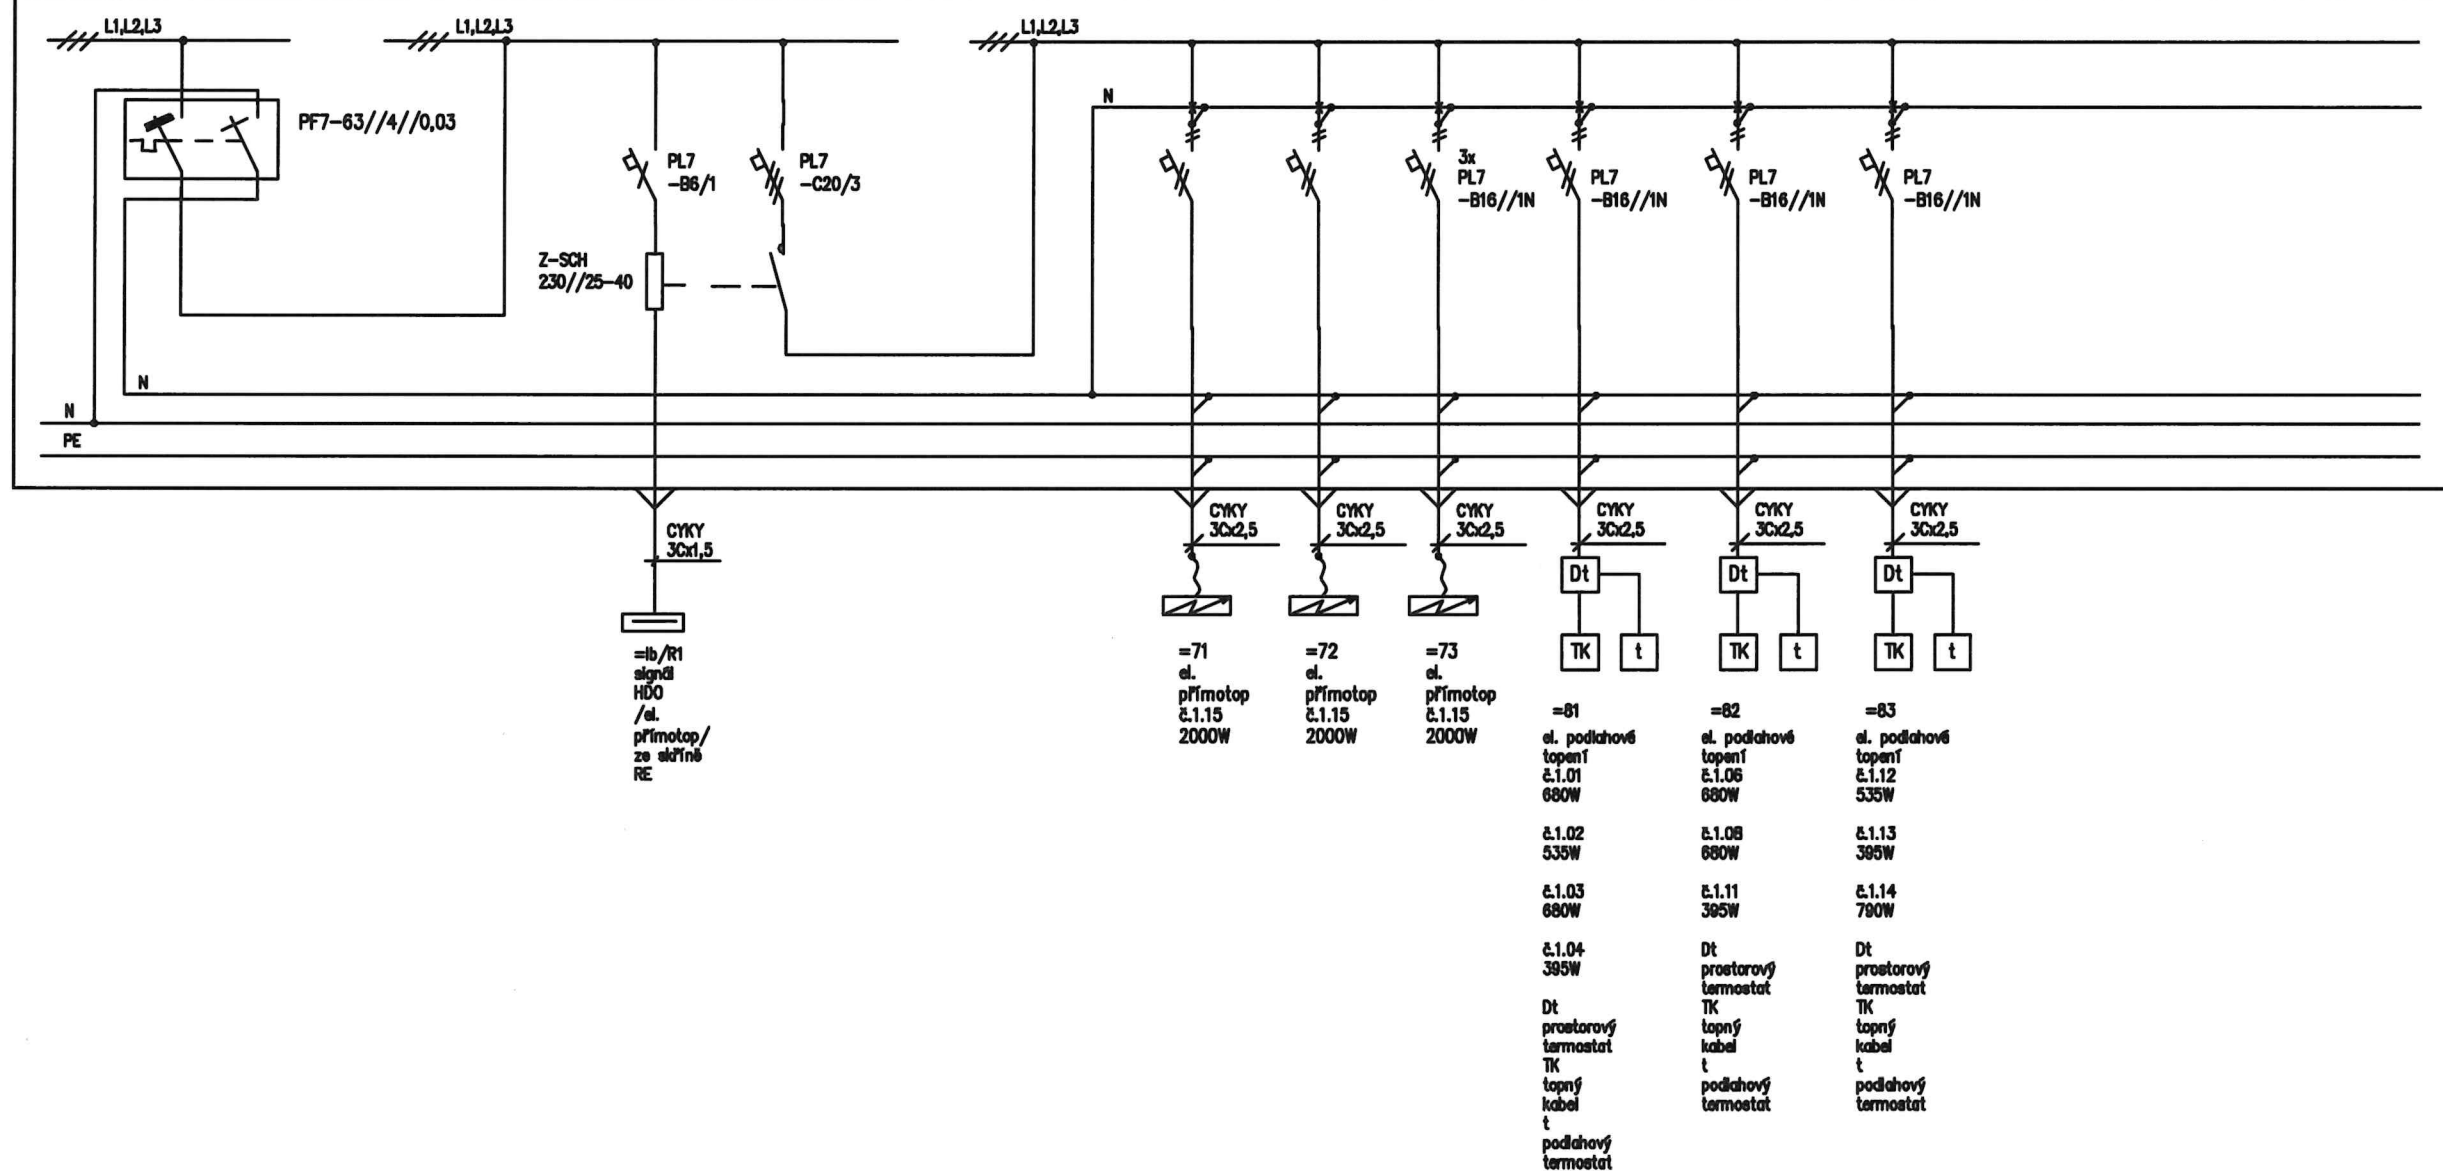 L1,L2,L3
L1,L2,L3
L1,L2,L3
N
PF7-63//4//0,03
PL7
-B6/1
PL7
-C20/3
3x
PL7
-B16//1N
PL7
-B16//1N
PL7
-B16//1N
PL7
-B16//1N
Z-SCH
230//25-40
N
N
PE
CYKY
3Cx1,5
CYKY
3Cx2,5
CYKY
3Cx2,5
CYKY
3Cx2,5
CYKY
3Cx2,5
CYKY
3Cx2,5
CYKY
3Cx2,5
Dt
TK
t
Dt
TK
t
Dt
TK
t
=lb/R1
signál
HDO
/el.
přímotop/
ze skříně
RE
=71
el.
přímotop
č.1.15
2000W
=72
el.
přímotop
č.1.15
2000W
=73
el.
přímotop
č.1.15
2000W
=81
el. podlahové
topení
č.1.01
680W
č.1.02
535W
č.1.03
680W
č.1.04
395W
Dt
prostorový
termostat
TK
topný
kabel
t
podlahový
termostat
=82
el. podlahové
topení
č.1.06
680W
č.1.08
680W
č.1.11
395W
Dt
prostorový
termostat
TK
topný
kabel
t
podlahový
termostat
=83
el. podlahové
topení
č.1.12
535W
č.1.13
395W
č.1.14
790W
Dt
prostorový
termostat
TK
topný
kabel
t
podlahový
termostat